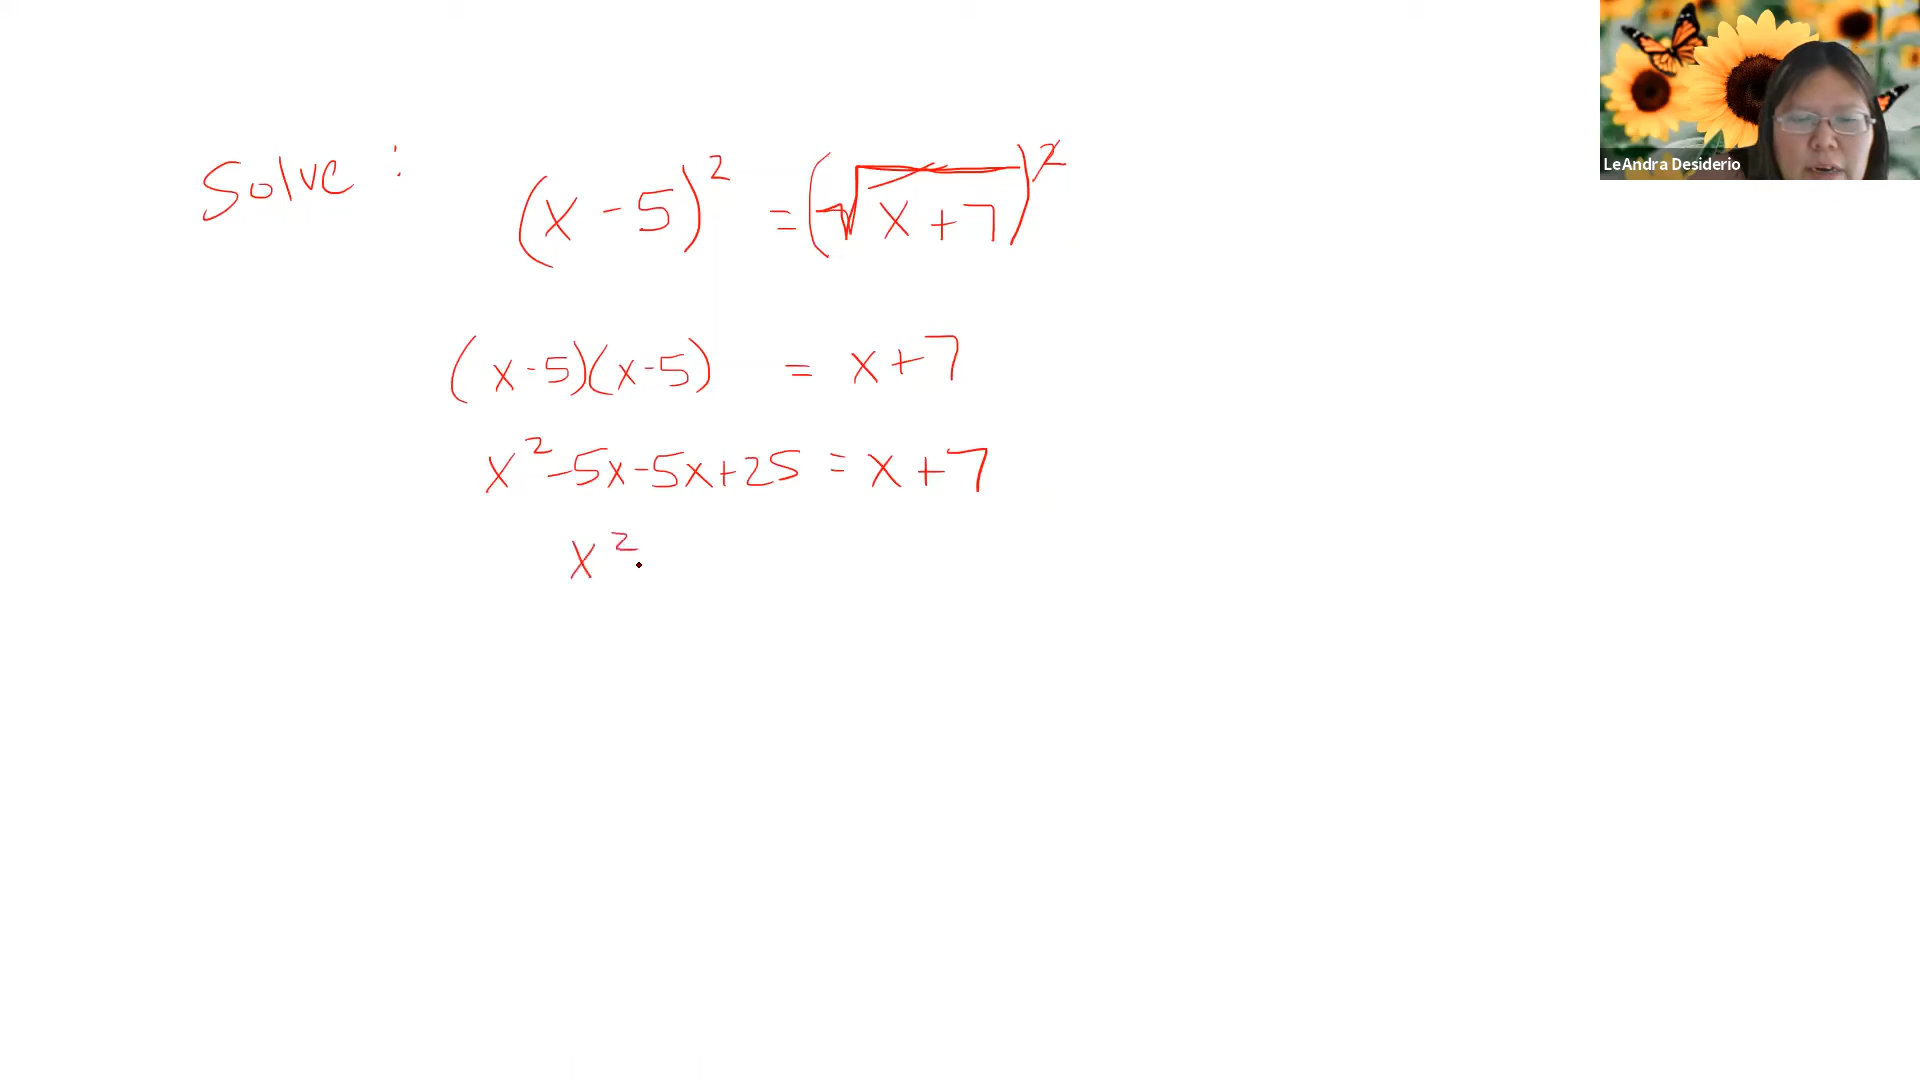 Solve : (x - 5)² = (√x + 7)²
(x - 5)(x - 5) = x + 7
x² - 5x - 5x + 25 = x + 7
x²
LeAndra Desiderio